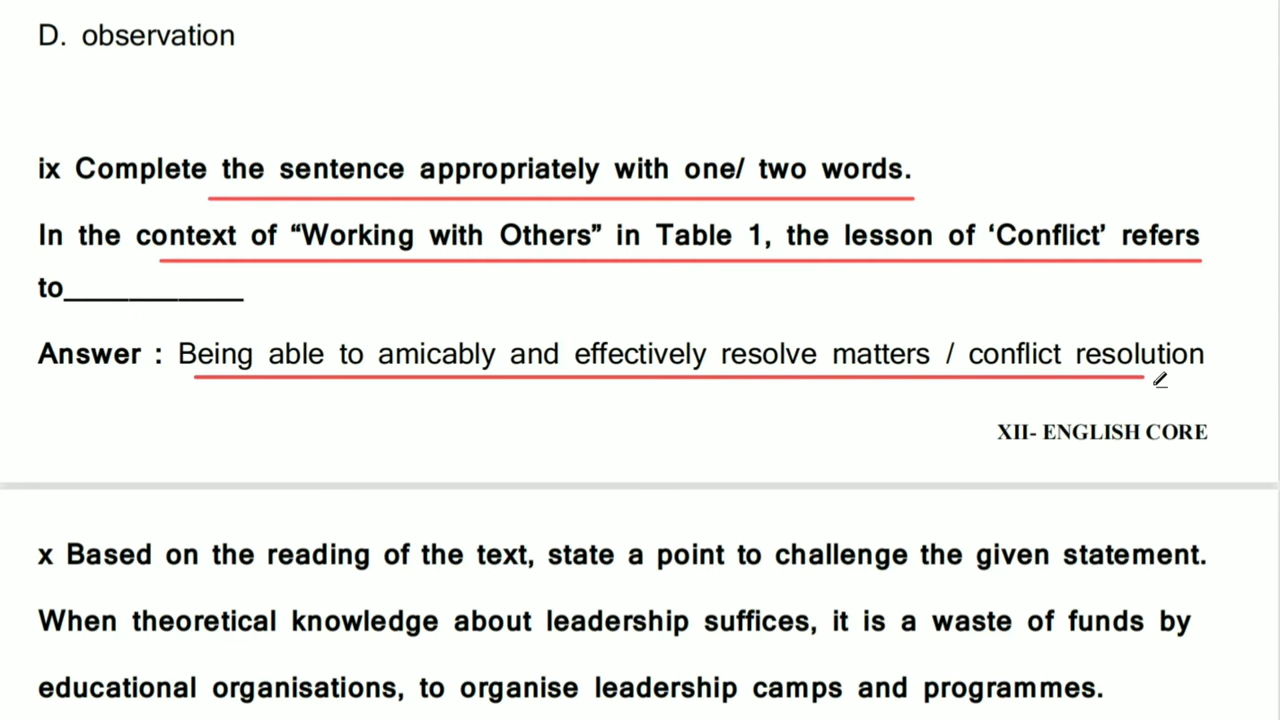 D. observation
ix Complete the sentence appropriately with one/ two words.
In the context of “Working with Others” in Table 1, the lesson of ‘Conflict’ refers
to___________
Answer : Being able to amicably and effectively resolve matters / conflict resolution
XII- ENGLISH CORE
x Based on the reading of the text, state a point to challenge the given statement.
When theoretical knowledge about leadership suffices, it is a waste of funds by
educational organisations, to organise leadership camps and programmes.